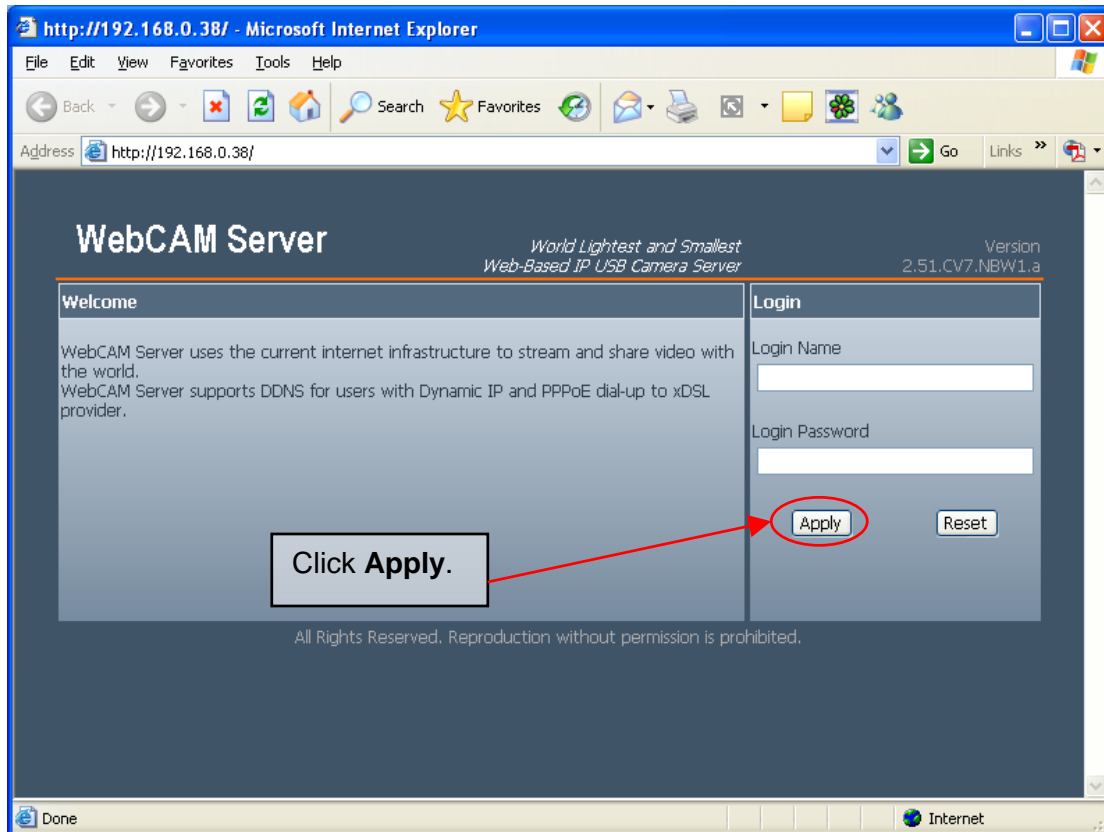 http://192.168.0.38/ - Microsoft Internet Explorer
File Edit View Favorites Tools Help
Back Search Favorites
Address http://192.168.0.38/ Go Links »
WebCAM Server
World Lightest and Smallest
Web-Based IP USB Camera Server
Version
2.51.CV7.NBW1.a
Welcome
WebCAM Server uses the current internet infrastructure to stream and share video with
the world.
WebCAM Server supports DDNS for users with Dynamic IP and PPPoE dial-up to xDSL
provider.
Login
Login Name
Login Password
Apply Reset
Click Apply.
All Rights Reserved. Reproduction without permission is prohibited.
Done Internet